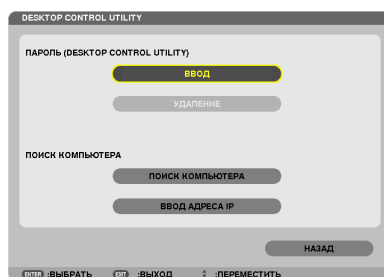 DESKTOP CONTROL UTILITY
ПАРОЛЬ (DESKTOP CONTROL UTILITY)
ВВОД
УДАЛЕНИЕ
ПОИСК КОМПЬЮТЕРА
ПОИСК КОМПЬЮТЕРА
ВВОД АДРЕСА IP
НАЗАД
ENTER :ВЫБРАТЬ EXIT :ВЫХОД :ПЕРЕМЕСТИТЬ